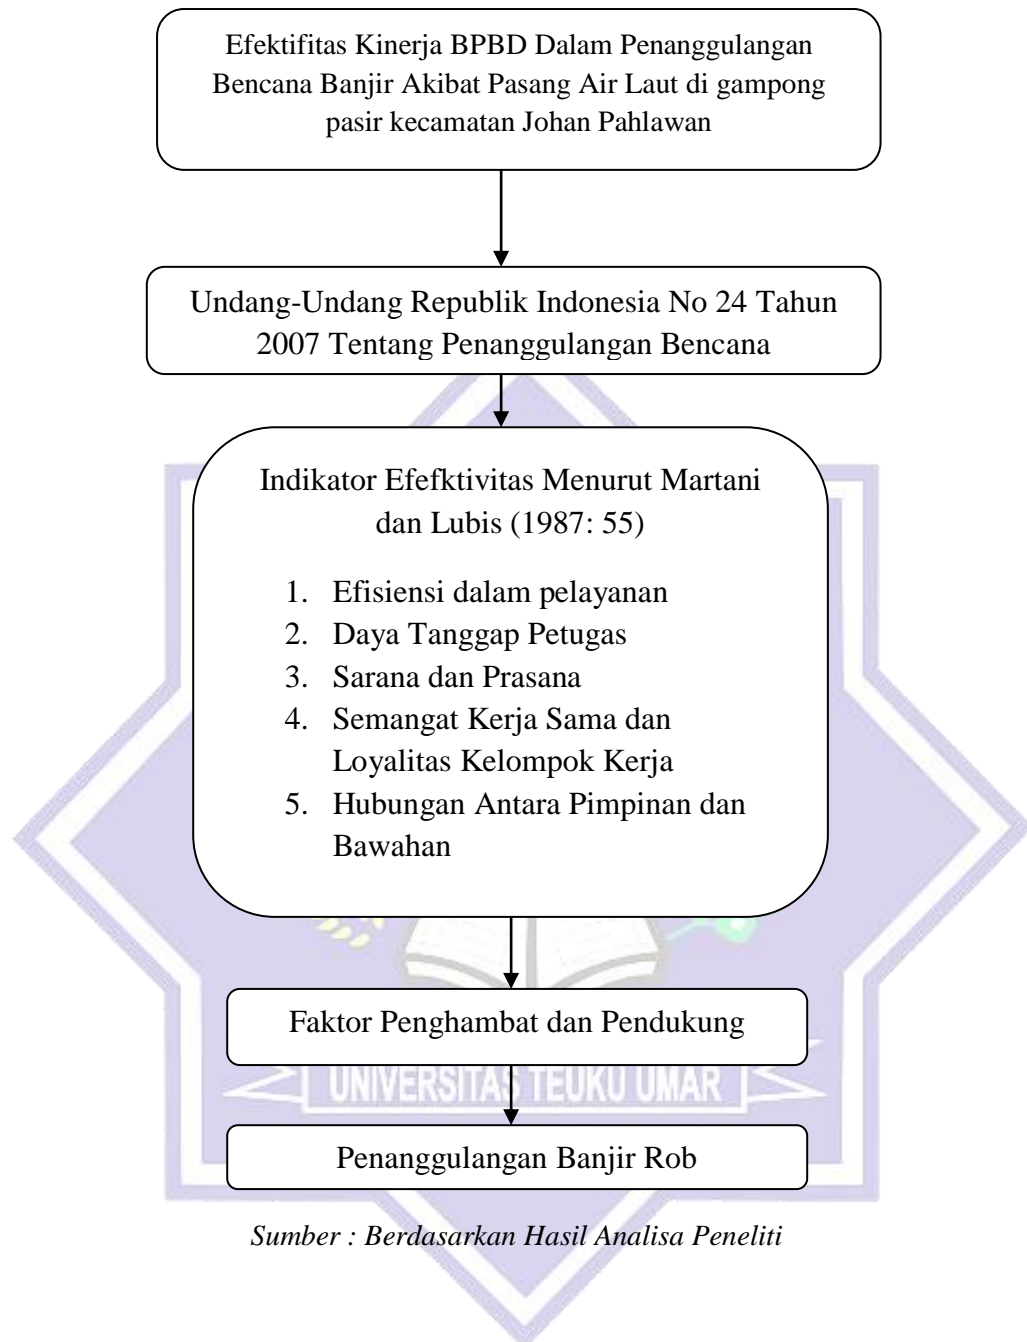 Efektifitas Kinerja BPBD Dalam Penanggulangan
Bencana Banjir Akibat Pasang Air Laut di gampong
pasir kecamatan Johan Pahlawan
Undang-Undang Republik Indonesia No 24 Tahun
2007 Tentang Penanggulangan Bencana
Indikator Efefktivitas Menurut Martani
dan Lubis (1987: 55)
1. Efisiensi dalam pelayanan
2. Daya Tanggap Petugas
3. Sarana dan Prasana
4. Semangat Kerja Sama dan
Loyalitas Kelompok Kerja
5. Hubungan Antara Pimpinan dan
Bawahan
Faktor Penghambat dan Pendukung
UNIVERSITAS TEUKU UMAR
Penanggulangan Banjir Rob
Sumber : Berdasarkan Hasil Analisa Peneliti